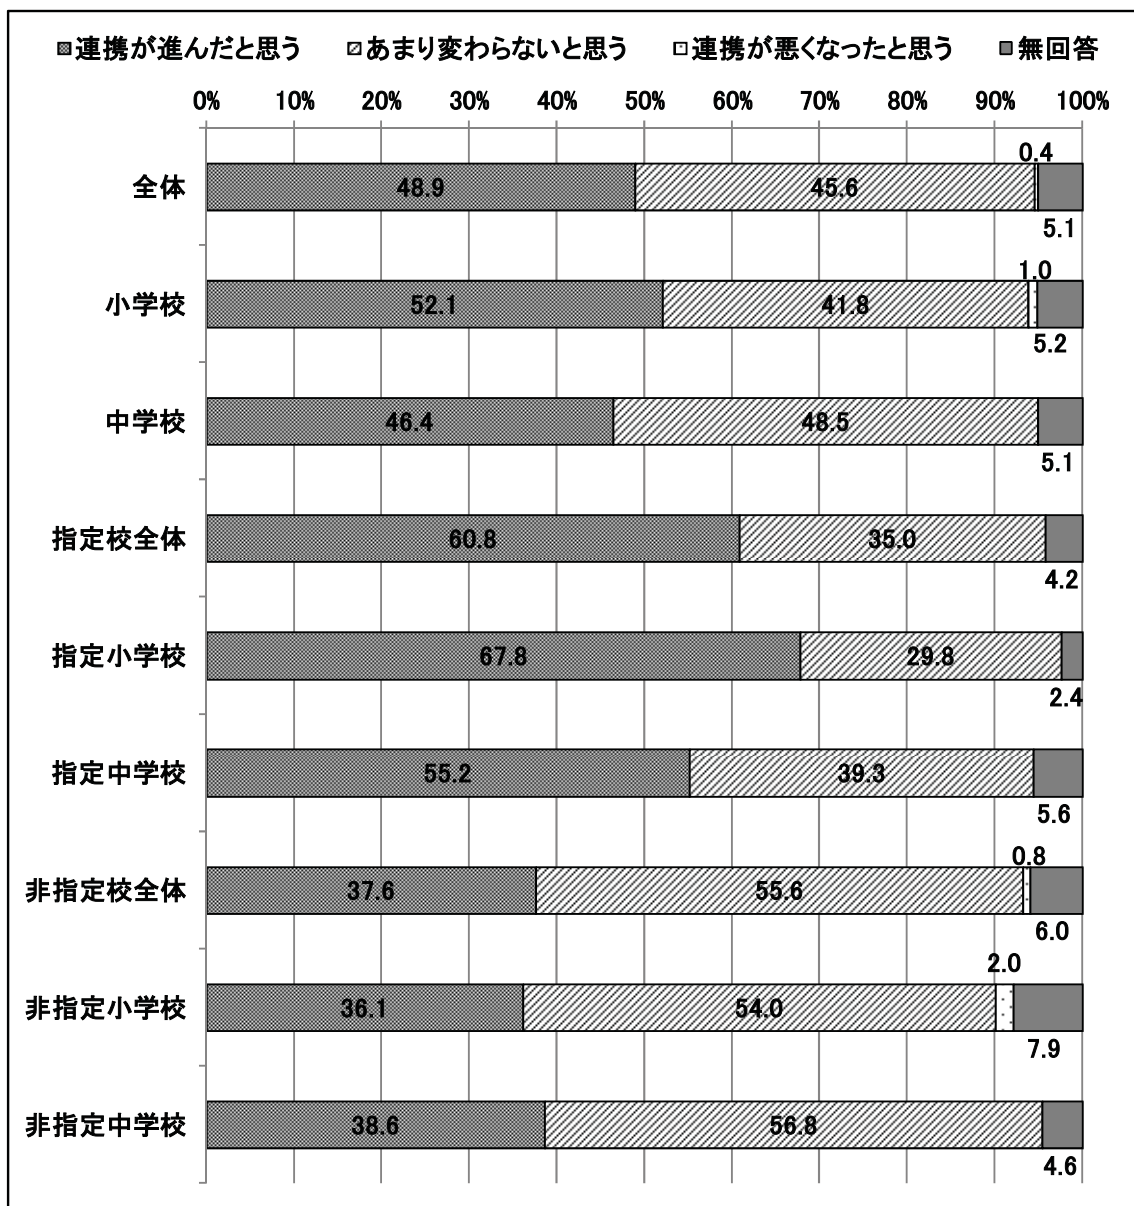 連携が進んだと思う あまり変わらないと思う 連携が悪くなったと思う 無回答
0% 10% 20% 30% 40% 50% 60% 70% 80% 90% 100%
全体 48.9 45.6 0.4 5.1
小学校 52.1 41.8 1.0 5.2
中学校 46.4 48.5 5.1
指定校全体 60.8 35.0 4.2
指定小学校 67.8 29.8 2.4
指定中学校 55.2 39.3 5.6
非指定校全体 37.6 55.6 0.8 6.0
非指定小学校 36.1 54.0 2.0 7.9
非指定中学校 38.6 56.8 4.6